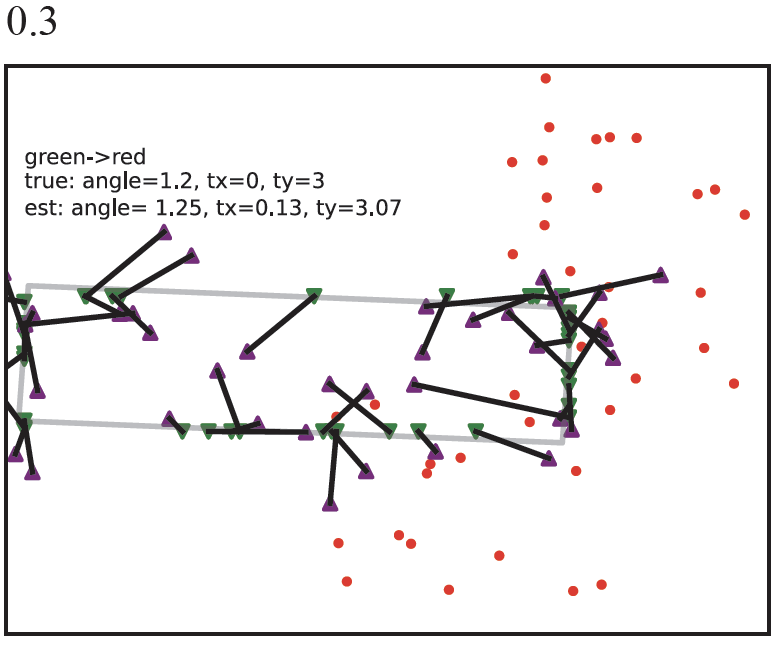 0.3
green->red
true: angle=1.2, tx=0, ty=3
est: angle= 1.25, tx=0.13, ty=3.07